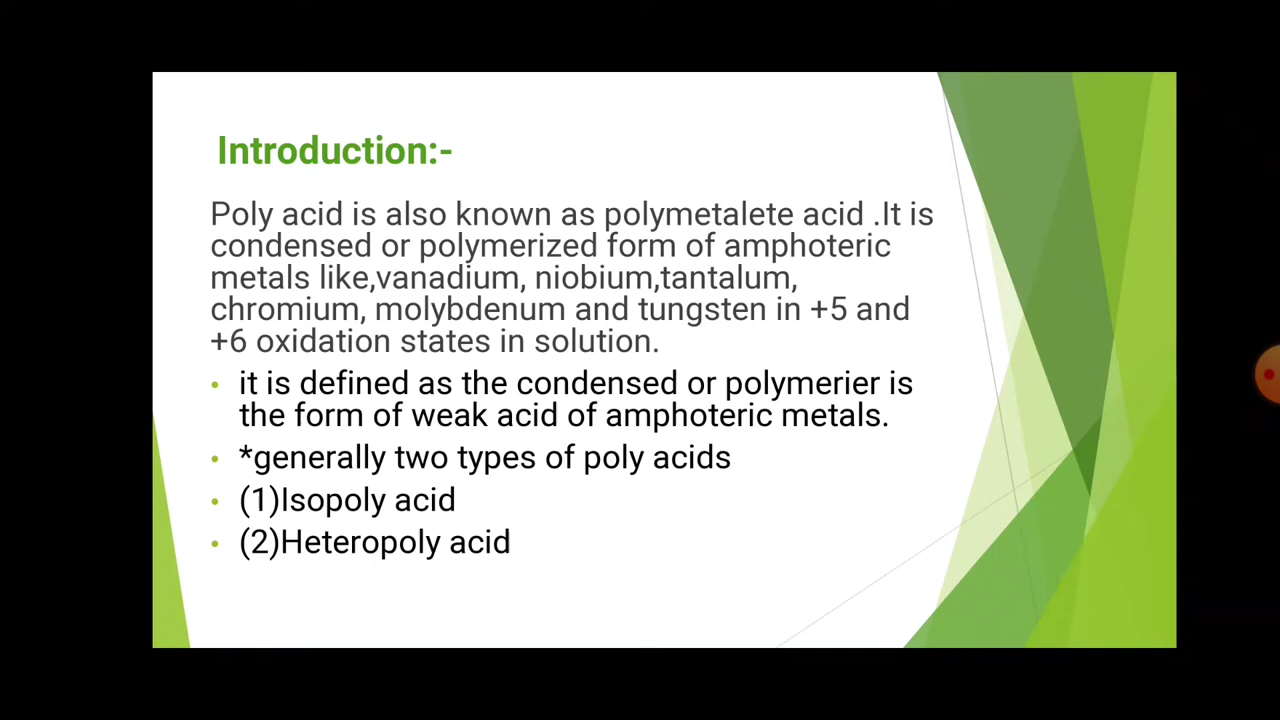 Introduction:-
Poly acid is also known as polymetalete acid .It is
condensed or polymerized form of amphoteric
metals like,vanadium, niobium,tantalum,
chromium, molybdenum and tungsten in +5 and
+6 oxidation states in solution.
• it is defined as the condensed or polymerier is
the form of weak acid of amphoteric metals.
• *generally two types of poly acids
• (1)Isopoly acid
• (2)Heteropoly acid